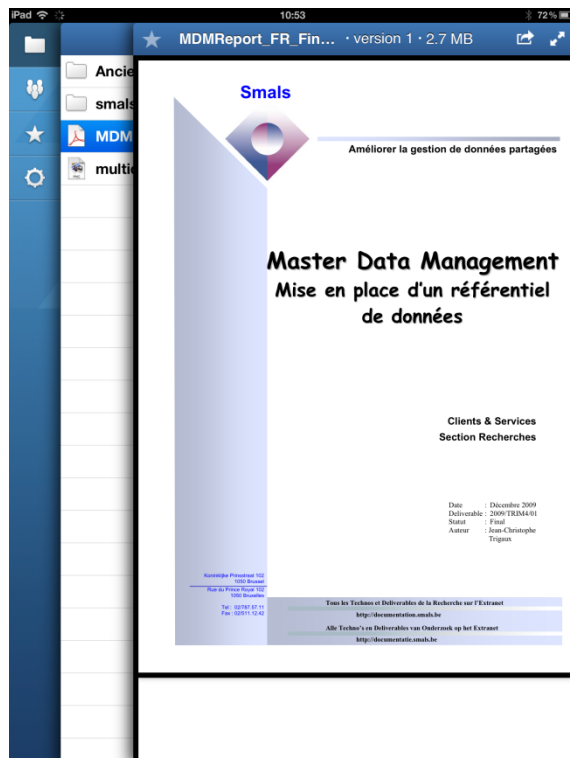 iPad 10:53 72%
MDMReport_FR_Fin... · version 1 · 2.7 MB
Ancie
smals
MDM
multi
Smals
Améliorer la gestion de données partagées
Master Data Management
Mise en place d'un référentiel
de données
Clients & Services
Section Recherches
Date : Décembre 2009
Deliverable : 2009/TRIM4/01
Statut : Final
Auteur : Jean-Christophe
Trigaux
Koninklijke Prinsstraat 102
1050 Brussel
Rue du Prince Royal 102
1050 Bruxelles
Tel : 02/787.57.11
Fax : 02/511.12.42
Tous les Technos et Deliverables de la Recherche sur l'Extranet
http://documentation.smals.be
Alle Techno's en Deliverables van Onderzoek op het Extranet
http://documentatie.smals.be